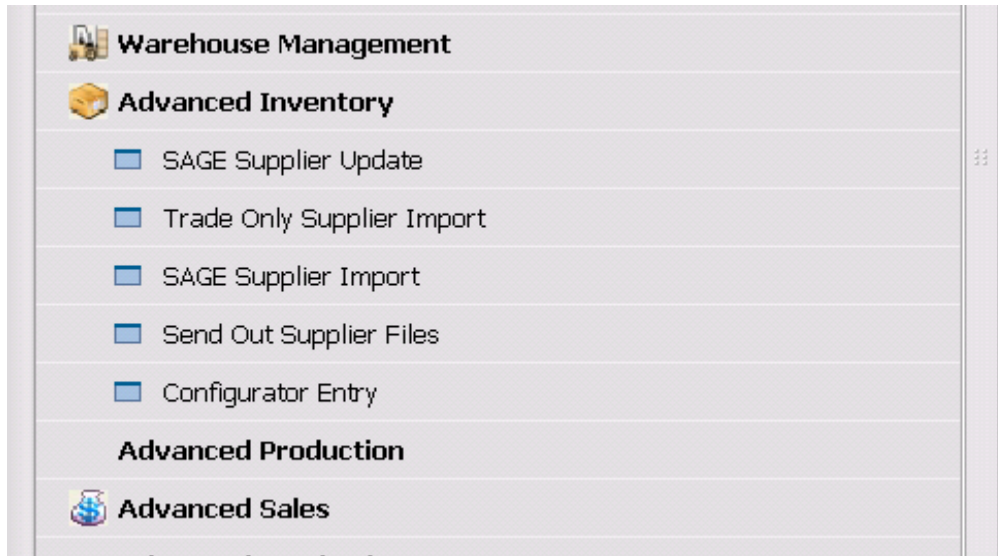 Warehouse Management
Advanced Inventory
SAGE Supplier Update
Trade Only Supplier Import
SAGE Supplier Import
Send Out Supplier Files
Configurator Entry
Advanced Production
Advanced Sales